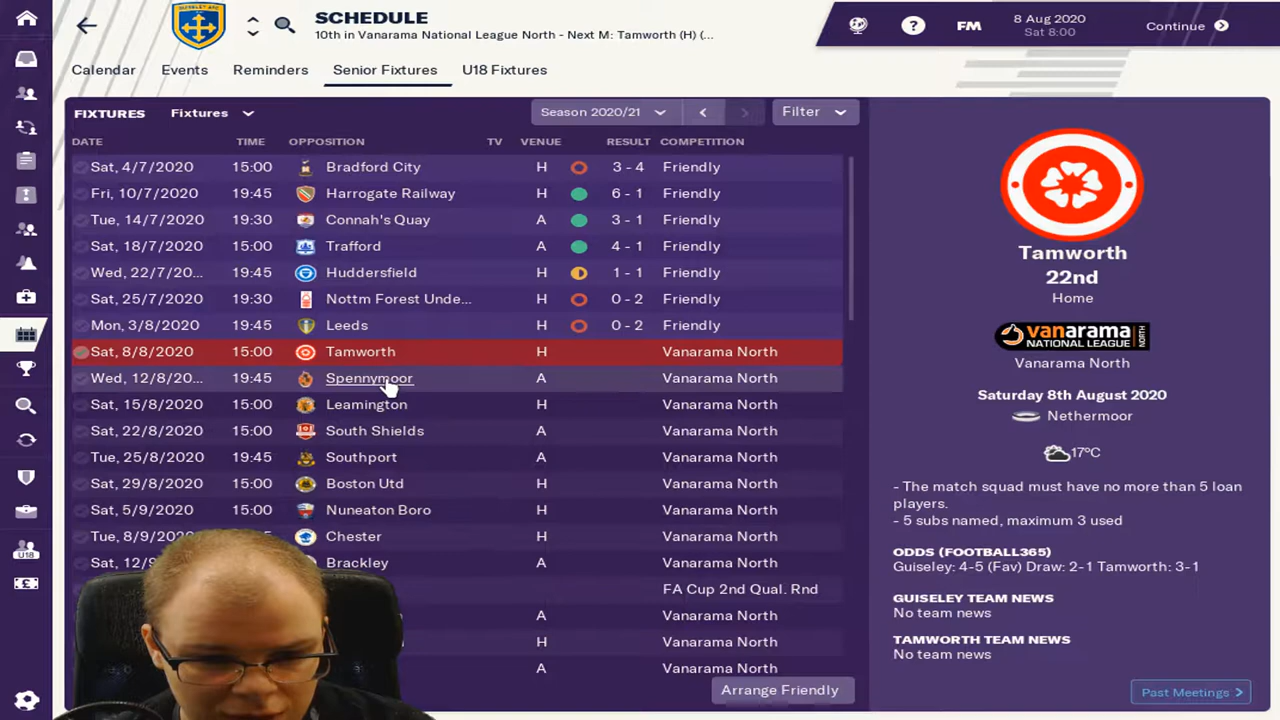 SCHEDULE
10th in Vanarama National League North - Next M: Tamworth (H) (...
FM
8 Aug 2020
Sat 8:00
Continue
Calendar Events Reminders Senior Fixtures U18 Fixtures
FIXTURES Fixtures Season 2020/21 Filter
DATE TIME OPPOSITION TV VENUE RESULT COMPETITION
Sat, 4/7/2020 15:00 Bradford City H 3 - 4 Friendly
Fri, 10/7/2020 19:45 Harrogate Railway H 6 - 1 Friendly
Tue, 14/7/2020 19:30 Connah's Quay A 3 - 1 Friendly
Sat, 18/7/2020 15:00 Trafford A 4 - 1 Friendly
Wed, 22/7/20... 19:45 Huddersfield H 1 - 1 Friendly
Sat, 25/7/2020 19:30 Nottm Forest Unde... H 0 - 2 Friendly
Mon, 3/8/2020 19:45 Leeds H 0 - 2 Friendly
Sat, 8/8/2020 15:00 Tamworth H Vanarama North
Wed, 12/8/20... 19:45 Spennymoor A Vanarama North
Sat, 15/8/2020 15:00 Leamington H Vanarama North
Sat, 22/8/2020 15:00 South Shields A Vanarama North
Tue, 25/8/2020 19:45 Southport A Vanarama North
Sat, 29/8/2020 15:00 Boston Utd H Vanarama North
Sat, 5/9/2020 15:00 Nuneaton Boro H Vanarama North
Tue, 8/9/20 Chester H Vanarama North
Sat, 12/9 Brackley A Vanarama North
FA Cup 2nd Qual. Rnd
A Vanarama North
H Vanarama North
A Vanarama North
Arrange Friendly
Tamworth
22nd
Home
vanarama
NATIONAL LEAGUE NORTH
Vanarama North
Saturday 8th August 2020
Nethermoor
17°C
- The match squad must have no more than 5 loan
players.
- 5 subs named, maximum 3 used
ODDS (FOOTBALL365)
Guiseley: 4-5 (Fav) Draw: 2-1 Tamworth: 3-1
GUISELEY TEAM NEWS
No team news
TAMWORTH TEAM NEWS
No team news
Past Meetings >
U18